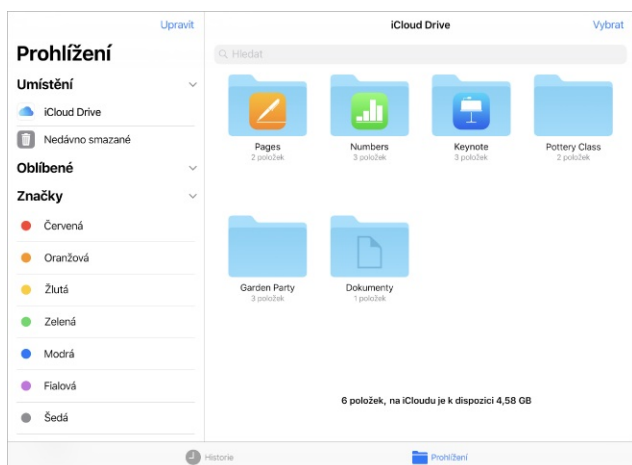 Upravit
Prohlížení
Umístění
iCloud Drive
Nedávno smazané
Oblíbené
Značky
Červená
Oranžová
Žlutá
Zelená
Modrá
Fialová
Šedá
iCloud Drive
Vybrat
Hledat
Pages
2 položek
Numbers
3 položek
Keynote
3 položek
Pottery Class
2 položek
Garden Party
3 položek
Dokumenty
1 položek
6 položek, na iCloudu je k dispozici 4,58 GB
Historie
Prohlížení